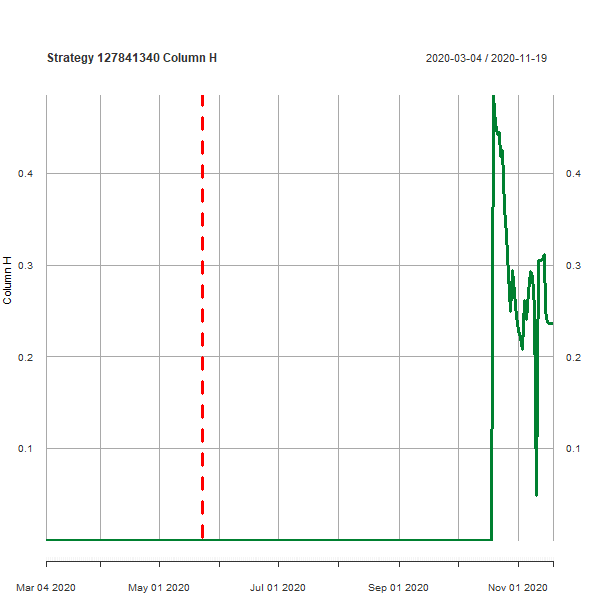 Strategy 127841340 Column H
2020-03-04 / 2020-11-19
0.4
0.4
0.3
0.3
Column H
0.2
0.2
0.1
0.1
Mar 04 2020
May 01 2020
Jul 01 2020
Sep 01 2020
Nov 01 2020